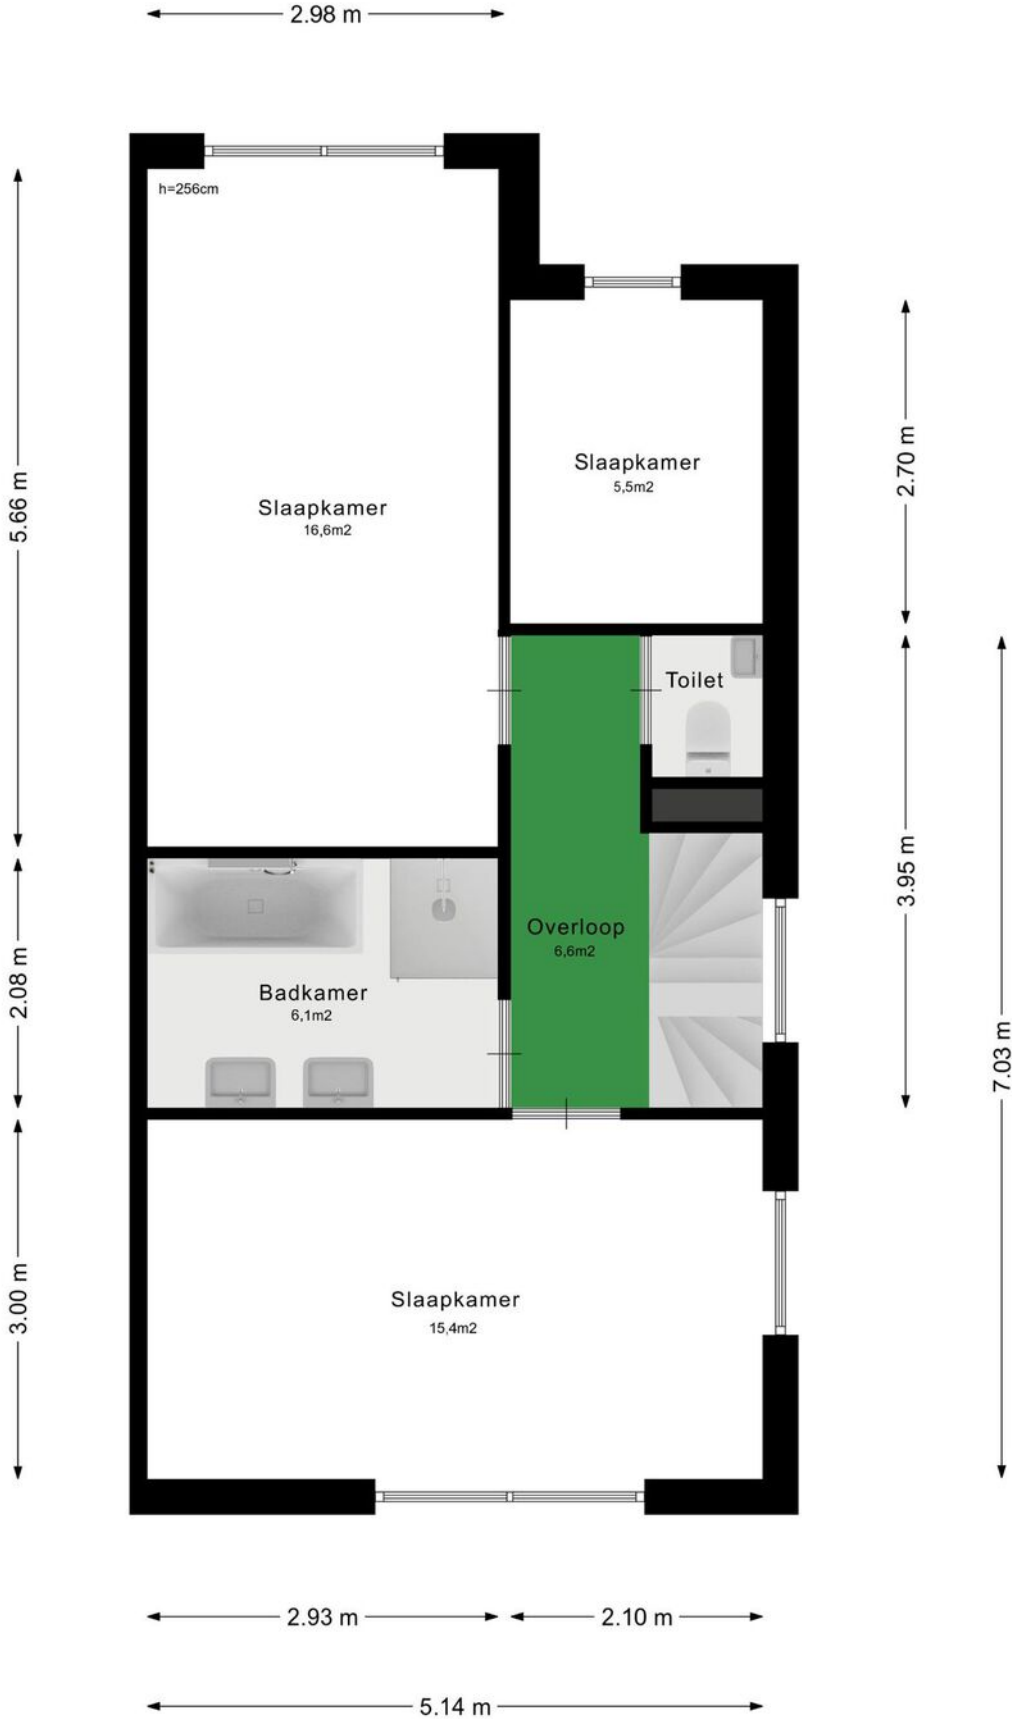 2.98 m
h=256cm
5.66 m
Slaapkamer
16,6m2
Slaapkamer
5,5m2
2.70 m
Toilet
3.95 m
Overloop
6,6m2
2.08 m
Badkamer
6,1m2
7.03 m
3.00 m
Slaapkamer
15,4m2
2.93 m
2.10 m
5.14 m